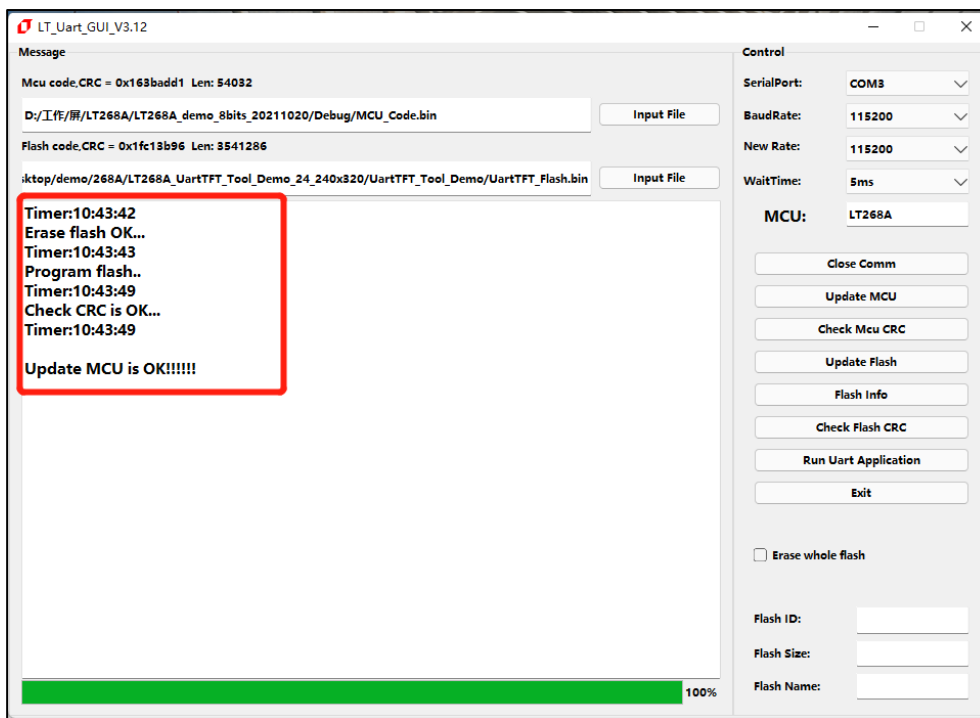 LT_Uart_GUI_V3.12
Message
Mcu code,CRC = 0x163badd1 Len: 54032
D:/工作/屏/LT268A/LT268A_demo_8bits_20211020/Debug/MCU_Code.bin
Input File
Flash code,CRC = 0x1fc13b96 Len: 3541286
sktop/demo/268A/LT268A_UartTFT_Tool_Demo_24_240x320/UartTFT_Tool_Demo/UartTFT_Flash.bin
Input File
Timer:10:43:42
Erase flash OK...
Timer:10:43:43
Program flash..
Timer:10:43:49
Check CRC is OK...
Timer:10:43:49
Update MCU is OK!!!!!!
100%
Control
SerialPort: COM3
BaudRate: 115200
New Rate: 115200
WaitTime: 5ms
MCU: LT268A
Close Comm
Update MCU
Check Mcu CRC
Update Flash
Flash Info
Check Flash CRC
Run Uart Application
Exit
Erase whole flash
Flash ID:
Flash Size:
Flash Name: